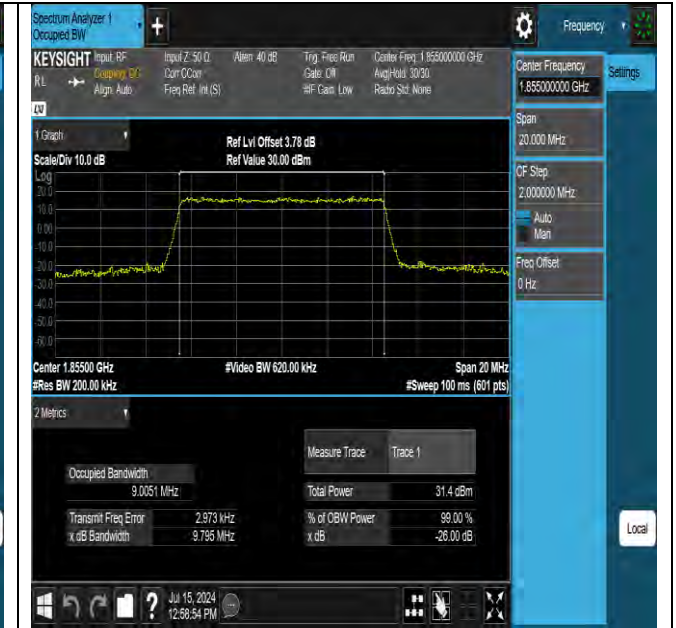 Spectrum Analyzer 1
Occupied BW
Frequency
KEYSIGHT Input: RF
Coupling: DC
Align: Auto
Input Z: 50 Ω
Corr CCorr
Freq Ref: Int (S)
Atten: 40 dB
Trig: Free Run
Gate: Off
#IF Gain: Low
Center Freq: 1.855000000 GHz
Avg|Hold: 30/30
Radio Std: None
RL
LXI
Settings
Center Frequency
1.855000000 GHz
Span
20.000 MHz
CF Step
2.000000 MHz
Auto
Man
Freq Offset
0 Hz
1 Graph
Scale/Div 10.0 dB
Ref Lvl Offset 3.78 dB
Ref Value 30.00 dBm
Log
20.0
10.0
0.00
-10.0
-20.0
-30.0
-40.0
-50.0
-60.0
Center 1.85500 GHz
#Video BW 620.00 kHz
Span 20 MHz
#Res BW 200.00 kHz
#Sweep 100 ms (601 pts)
2 Metrics
Measure Trace Trace 1
Occupied Bandwidth
9.0051 MHz
Total Power 31.4 dBm
Transmit Freq Error 2.973 kHz
% of OBW Power 99.00 %
x dB Bandwidth 9.795 MHz
x dB -26.00 dB
Local
Jul 15, 2024
12:58:54 PM